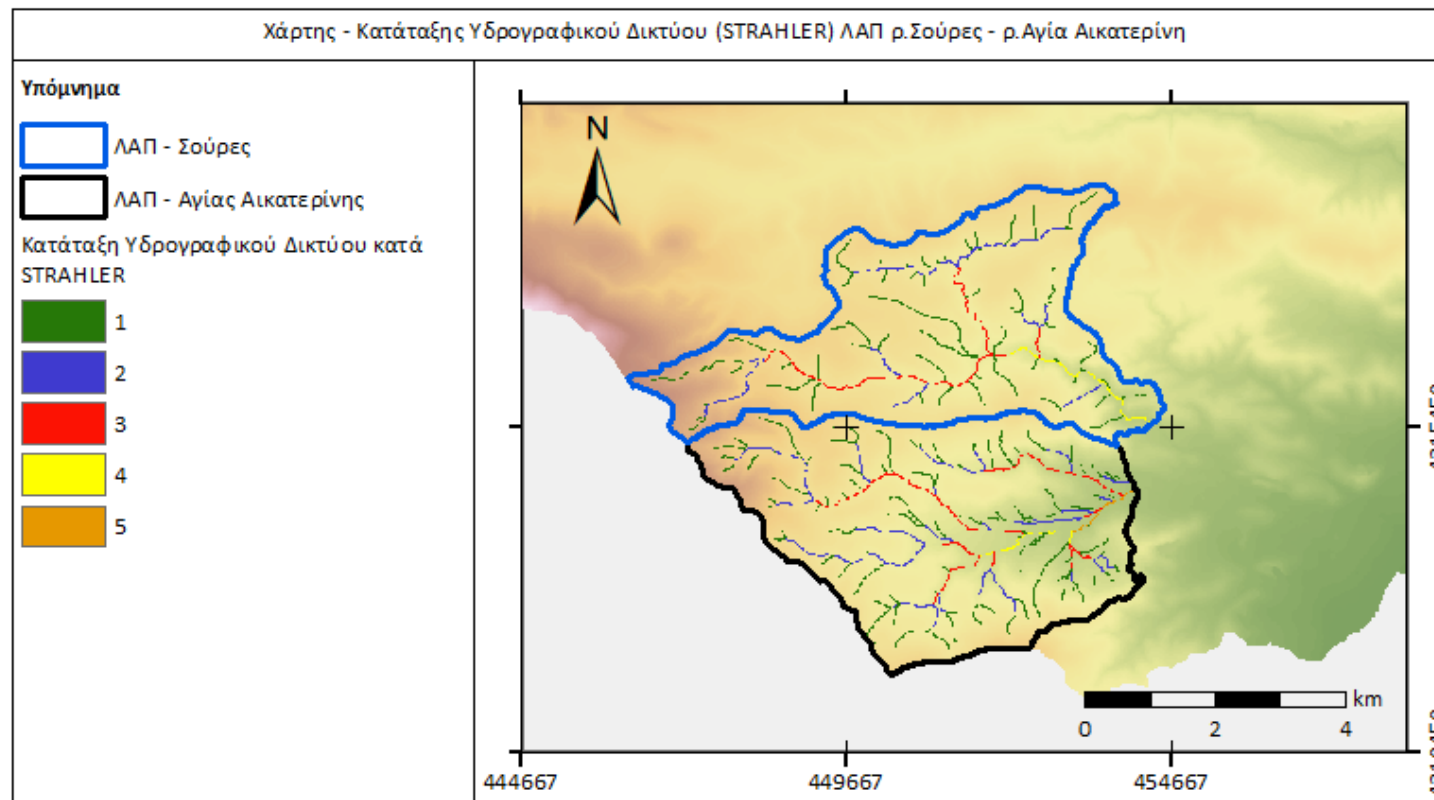 Χάρτης - Κατάταξης Υδρογραφικού Δικτύου (STRAHLER) ΛΑΠ ρ.Σούρες - ρ.Αγία Αικατερίνη
Υπόμνημα
ΛΑΠ - Σούρες
ΛΑΠ - Αγίας Αικατερίνης
Κατάταξη Υδρογραφικού Δικτύου κατά
STRAHLER
1
2
3
4
5
N
km
0 2 4
444667 449667 454667